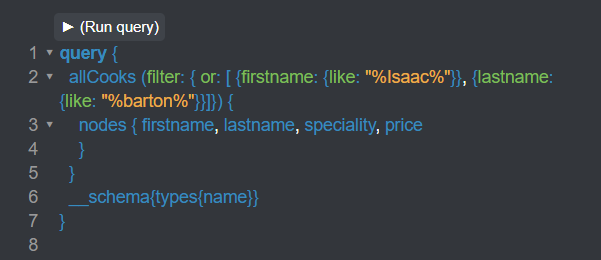 ▶ (Run query)
1 ▾ query {
2 ▾ allCooks (filter: { or: [ {firstname: {like: "%Isaac%"}}, {lastname:
{like: "%barton%"}}]}) {
3 ▾ nodes { firstname, lastname, speciality, price
4 }
5 }
6 __schema{types{name}}
7 }
8